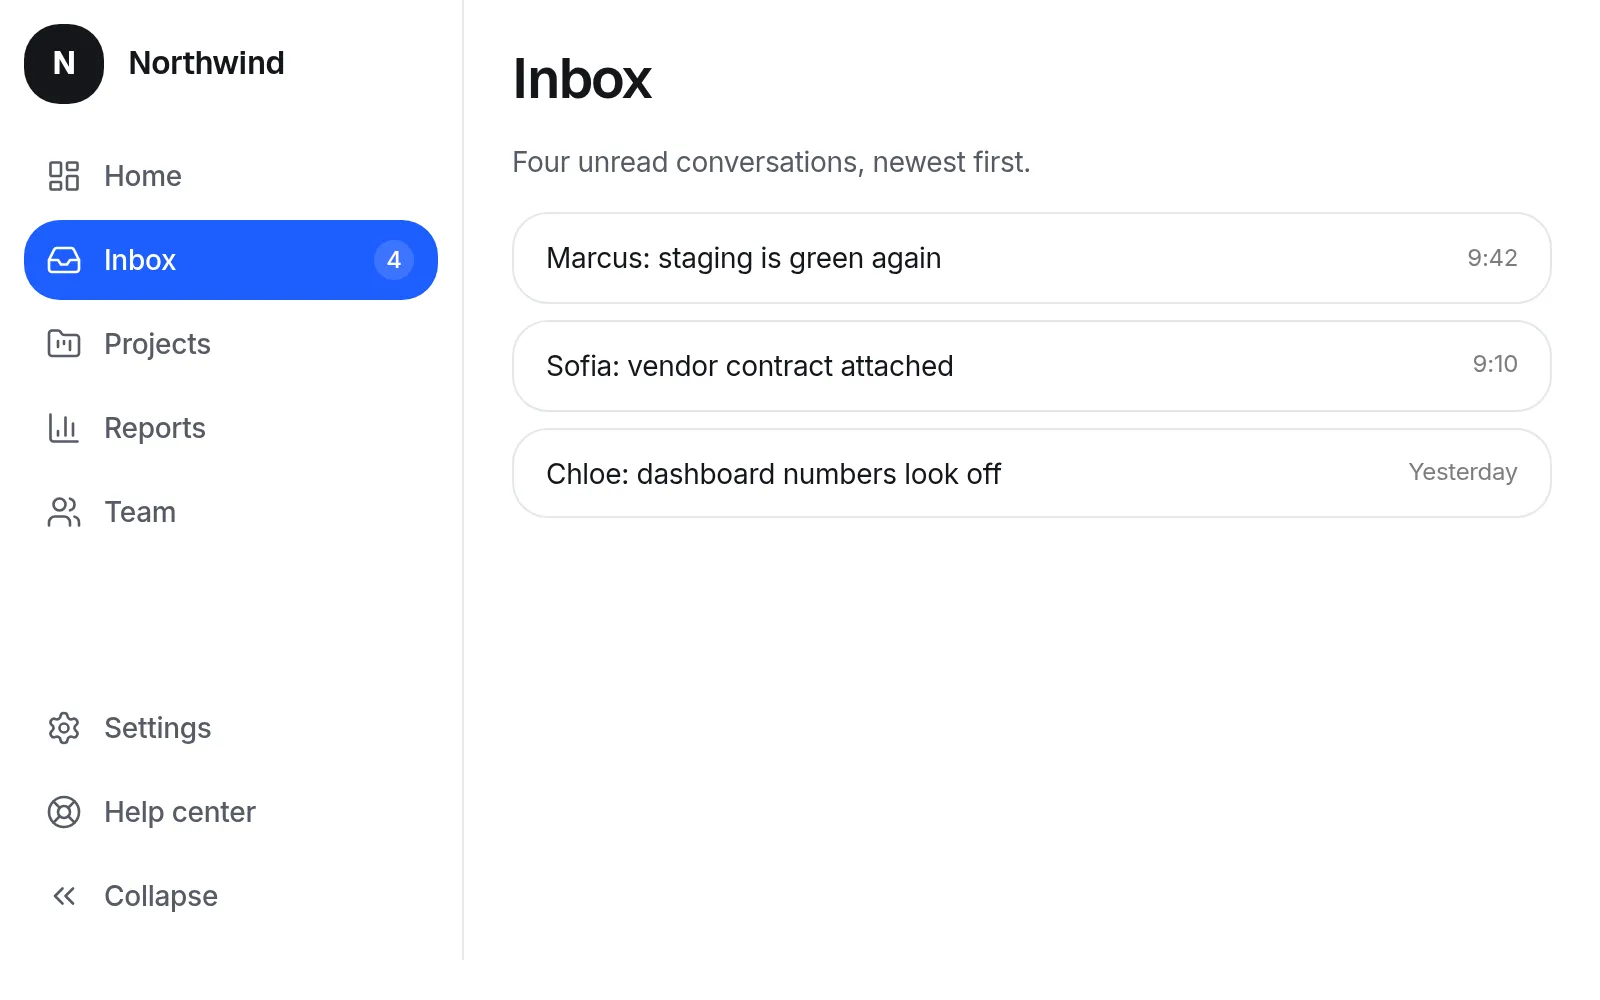 N Northwind
Home
Inbox 4
Projects
Reports
Team
Settings
Help center
Collapse
Inbox
Four unread conversations, newest first.
Marcus: staging is green again 9:42
Sofia: vendor contract attached 9:10
Chloe: dashboard numbers look off Yesterday